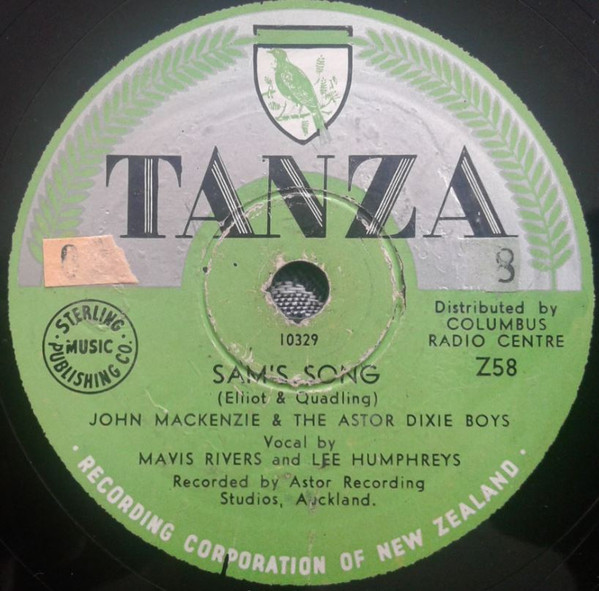 TANZA
8
STERLING
MUSIC
PUBLISHING CO.
Distributed by
COLUMBUS
RADIO CENTRE
Z58
10329
SAM'S SONG
(Elliot & Quadling)
JOHN MACKENZIE & THE ASTOR DIXIE BOYS
Vocal by
MAVIS RIVERS and LEE HUMPHREYS
Recorded by Astor Recording
Studios, Auckland.
· RECORDING CORPORATION OF NEW ZEALAND ·